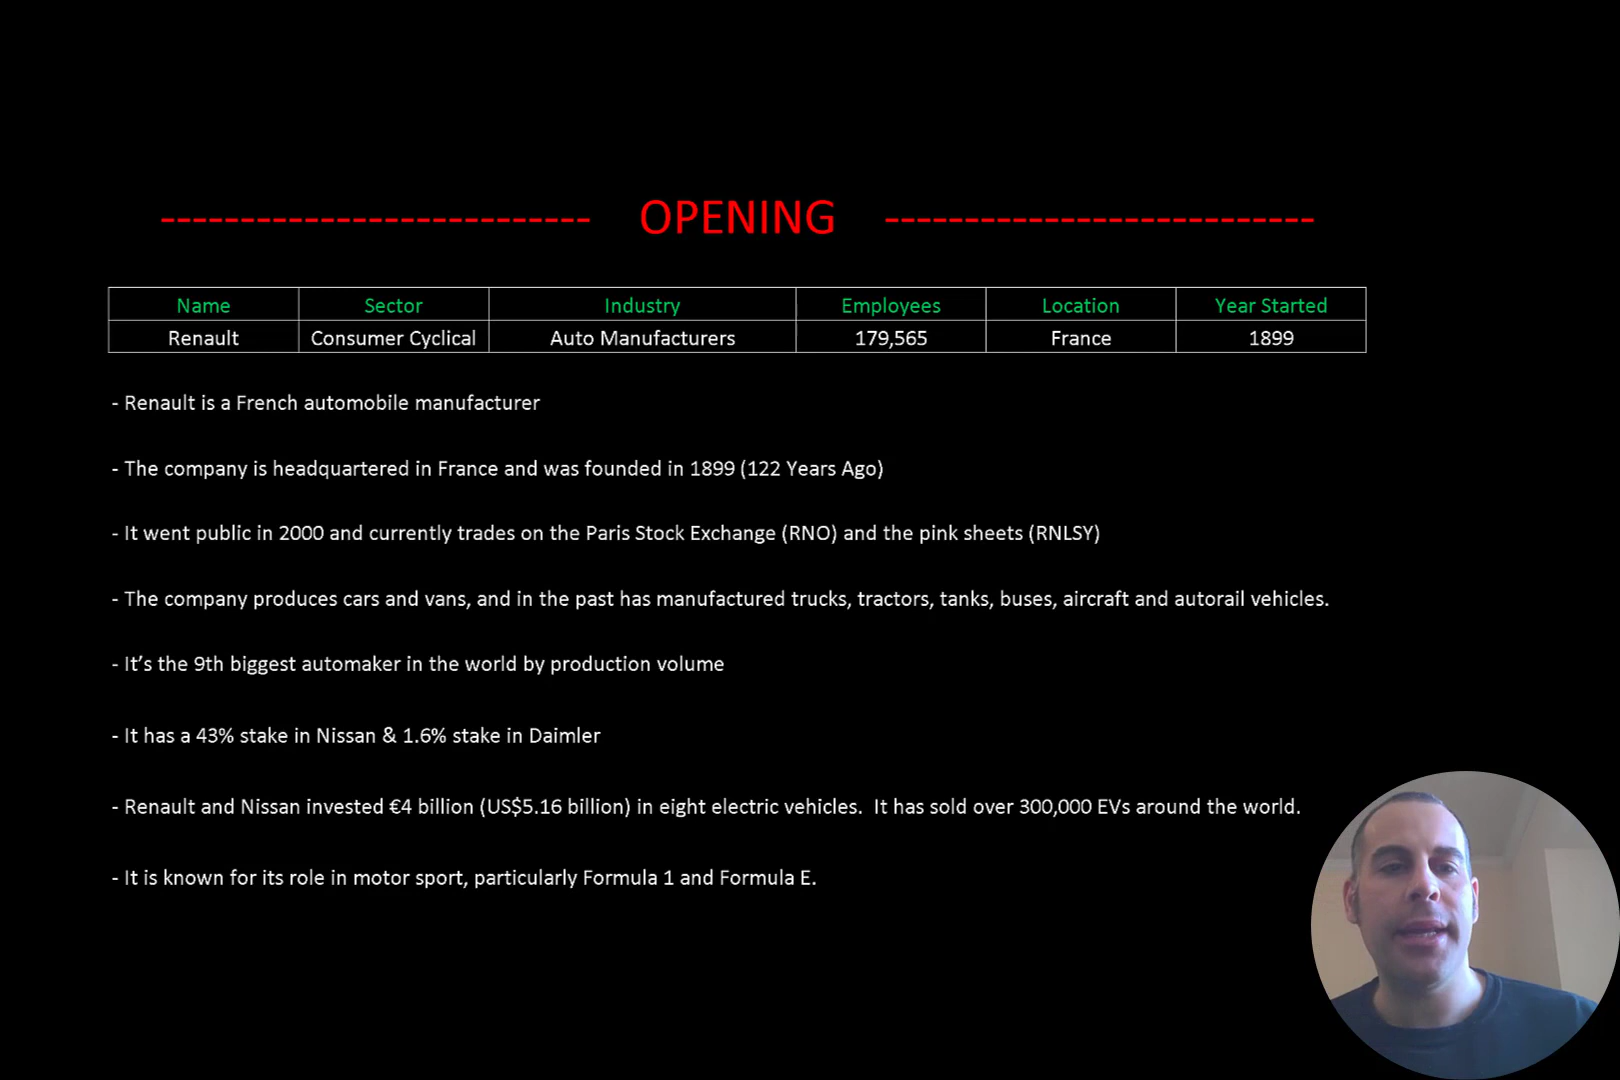 -------------------------- OPENING --------------------------
Name Sector Industry Employees Location Year Started
Renault Consumer Cyclical Auto Manufacturers 179,565 France 1899
- Renault is a French automobile manufacturer
- The company is headquartered in France and was founded in 1899 (122 Years Ago)
- It went public in 2000 and currently trades on the Paris Stock Exchange (RNO) and the pink sheets (RNLSY)
- The company produces cars and vans, and in the past has manufactured trucks, tractors, tanks, buses, aircraft and autorail vehicles.
- It’s the 9th biggest automaker in the world by production volume
- It has a 43% stake in Nissan & 1.6% stake in Daimler
- Renault and Nissan invested €4 billion (US$5.16 billion) in eight electric vehicles.  It has sold over 300,000 EVs around the world.
- It is known for its role in motor sport, particularly Formula 1 and Formula E.